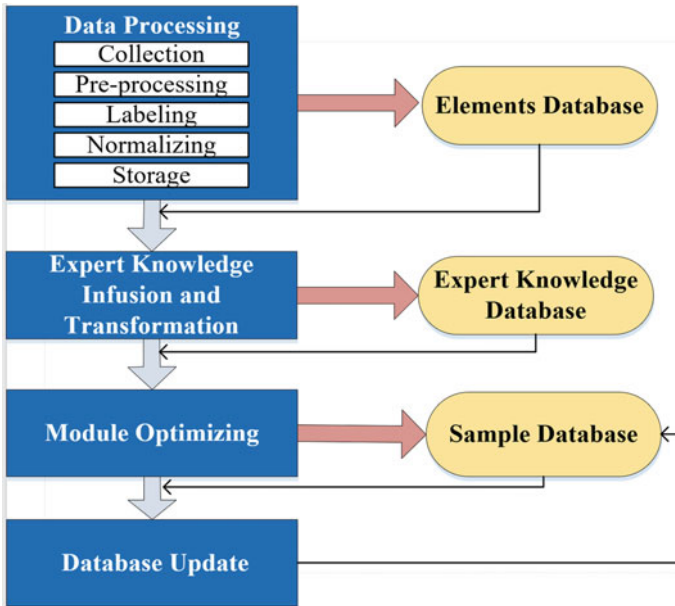 Data Processing
Collection
Pre-processing
Labeling
Normalizing
Storage
Elements Database
Expert Knowledge
Infusion and
Transformation
Expert Knowledge
Database
Module Optimizing
Sample Database
Database Update